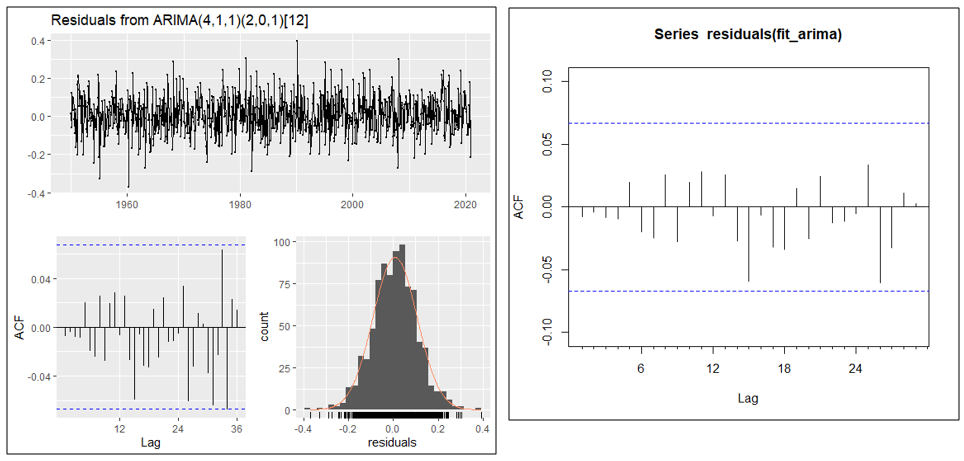 Residuals from ARIMA(4,1,1)(2,0,1)[12]
0.4
0.2
0.0
-0.2
-0.4
1960 1980 2000 2020
ACF
0.04
0.00
-0.04
12 24 36
Lag
count
100
75
50
25
0
-0.4 -0.2 0.0 0.2 0.4
residuals
Series residuals(fit_arima)
ACF
0.10
0.05
0.00
-0.05
-0.10
6 12 18 24
Lag